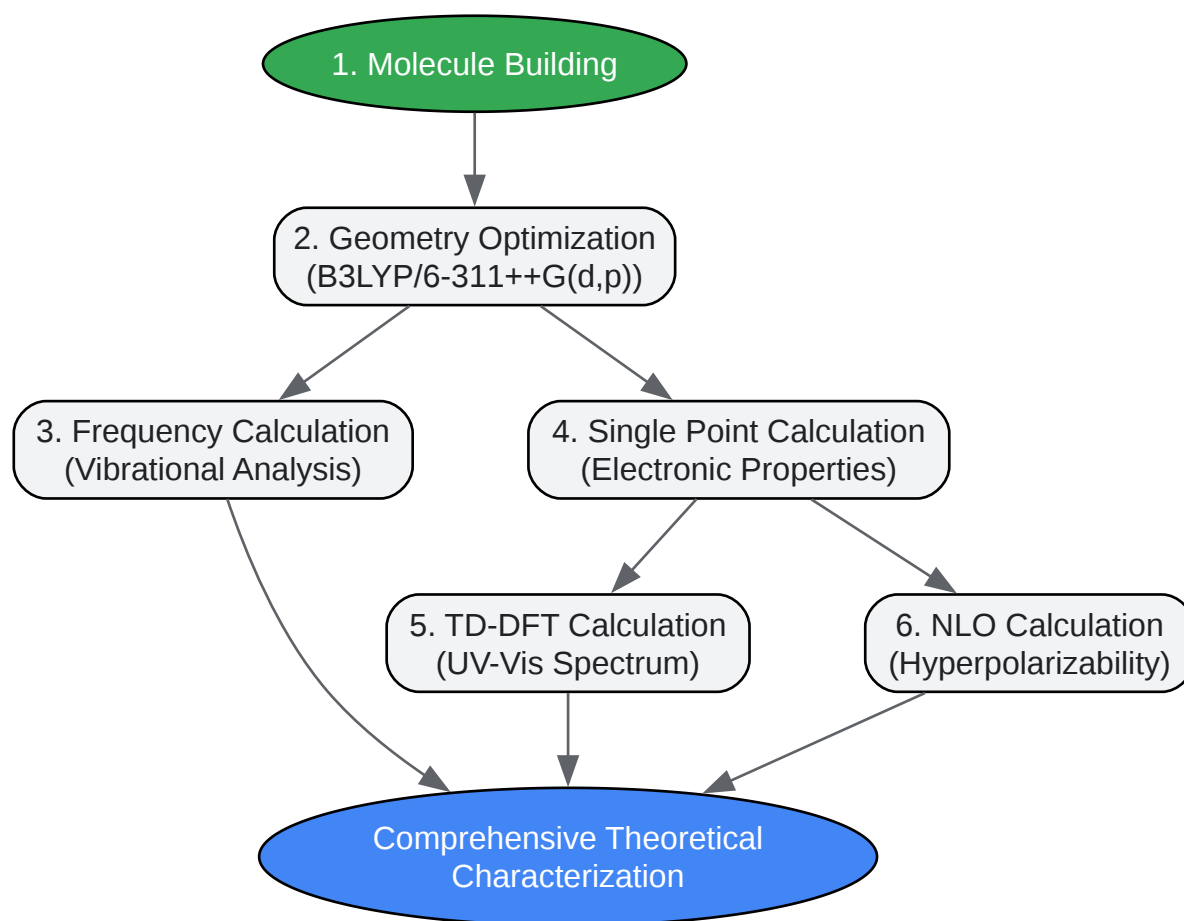 1. Molecule Building
2. Geometry Optimization
(B3LYP/6-311++G(d,p))
3. Frequency Calculation
(Vibrational Analysis)
4. Single Point Calculation
(Electronic Properties)
5. TD-DFT Calculation
(UV-Vis Spectrum)
6. NLO Calculation
(Hyperpolarizability)
Comprehensive Theoretical
Characterization